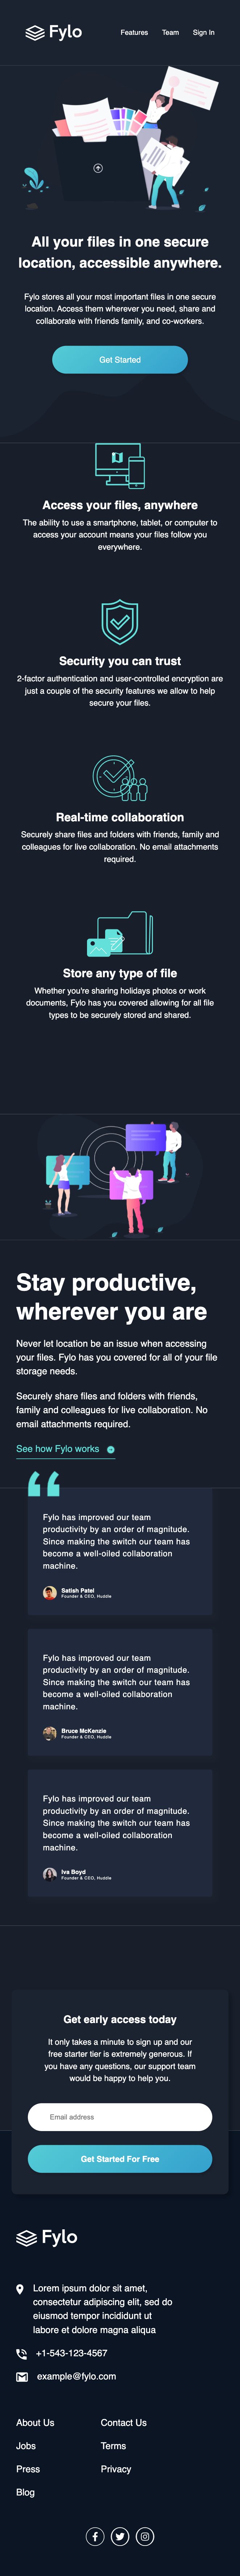 Fylo
Features Team Sign In
All your files in one secure
location, accessible anywhere.
Fylo stores all your most important files in one secure
location. Access them wherever you need, share and
collaborate with friends family, and co-workers.
Get Started
Access your files, anywhere
The ability to use a smartphone, tablet, or computer to
access your account means your files follow you
everywhere.
Security you can trust
2-factor authentication and user-controlled encryption are
just a couple of the security features we allow to help
secure your files.
Real-time collaboration
Securely share files and folders with friends, family and
colleagues for live collaboration. No email attachments
required.
Store any type of file
Whether you're sharing holidays photos or work
documents, Fylo has you covered allowing for all file
types to be securely stored and shared.
Stay productive,
wherever you are
Never let location be an issue when accessing
your files. Fylo has you covered for all of your file
storage needs.
Securely share files and folders with friends,
family and colleagues for live collaboration. No
email attachments required.
See how Fylo works
Fylo has improved our team
productivity by an order of magnitude.
Since making the switch our team has
become a well-oiled collaboration
machine.
Satish Patel
Founder & CEO, Huddle
Fylo has improved our team
productivity by an order of magnitude.
Since making the switch our team has
become a well-oiled collaboration
machine.
Bruce McKenzie
Founder & CEO, Huddle
Fylo has improved our team
productivity by an order of magnitude.
Since making the switch our team has
become a well-oiled collaboration
machine.
Iva Boyd
Founder & CEO, Huddle
Get early access today
It only takes a minute to sign up and our
free starter tier is extremely generous. If
you have any questions, our support team
would be happy to help you.
Email address
Get Started For Free
Fylo
Lorem ipsum dolor sit amet,
consectetur adipiscing elit, sed do
eiusmod tempor incididunt ut
labore et dolore magna aliqua
+1-543-123-4567
example@fylo.com
About Us Contact Us
Jobs Terms
Press Privacy
Blog